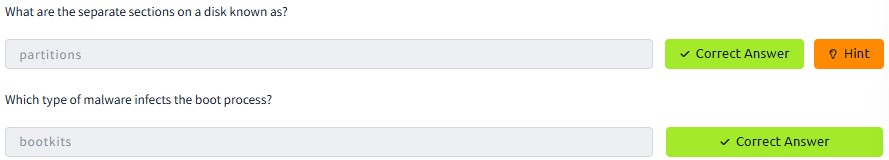 What are the separate sections on a disk known as?
partitions
Correct Answer
Hint
Which type of malware infects the boot process?
bootkits
Correct Answer